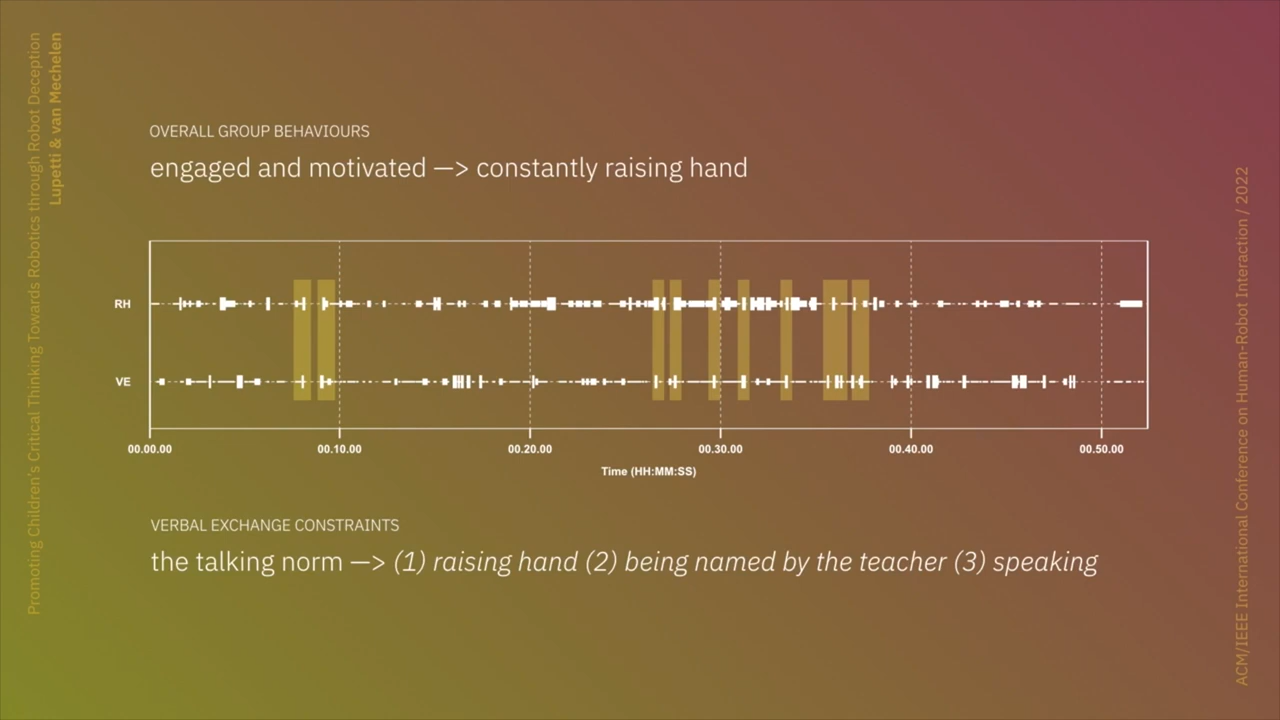 Promoting Children's Critical Thinking Towards Robotics through Robot Deception
Lupetti & van Mechelen
OVERALL GROUP BEHAVIOURS
engaged and motivated —> constantly raising hand
RH
VE
00.00.00 00.10.00 00.20.00 00.30.00 00.40.00 00.50.00
Time (HH:MM:SS)
VERBAL EXCHANGE CONSTRAINTS
the talking norm —> (1) raising hand (2) being named by the teacher (3) speaking
ACM/IEEE International Conference on Human-Robot Interaction / 2022